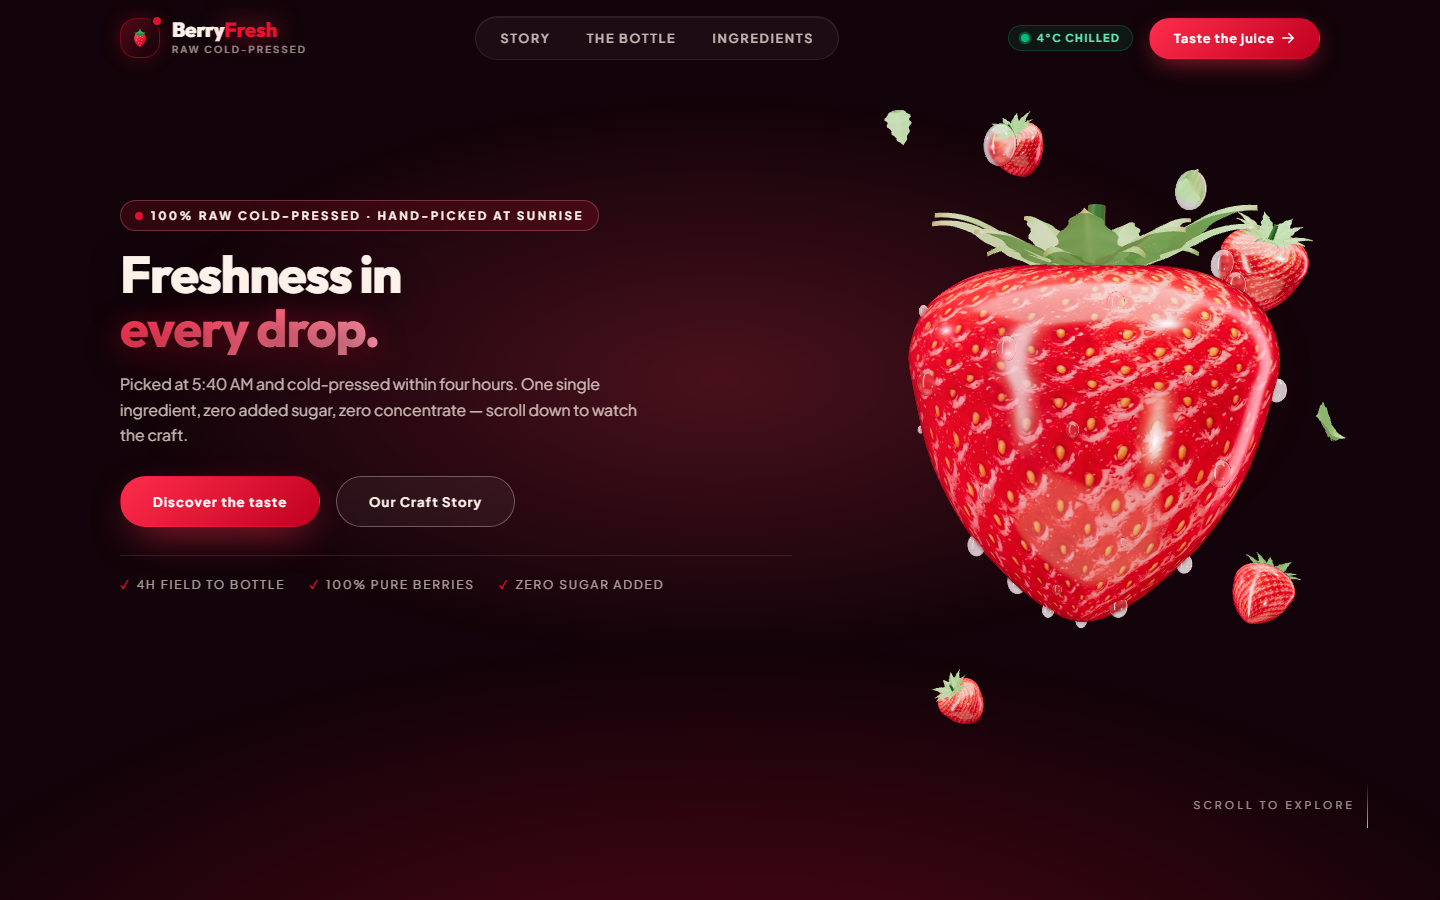 BerryFresh
RAW COLD-PRESSED
STORY
THE BOTTLE
INGREDIENTS
4°C CHILLED
Taste the juice →
100% RAW COLD-PRESSED · HAND-PICKED AT SUNRISE
Freshness in
every drop.
Picked at 5:40 AM and cold-pressed within four hours. One single
ingredient, zero added sugar, zero concentrate — scroll down to watch
the craft.
Discover the taste
Our Craft Story
✓ 4H FIELD TO BOTTLE
✓ 100% PURE BERRIES
✓ ZERO SUGAR ADDED
SCROLL TO EXPLORE